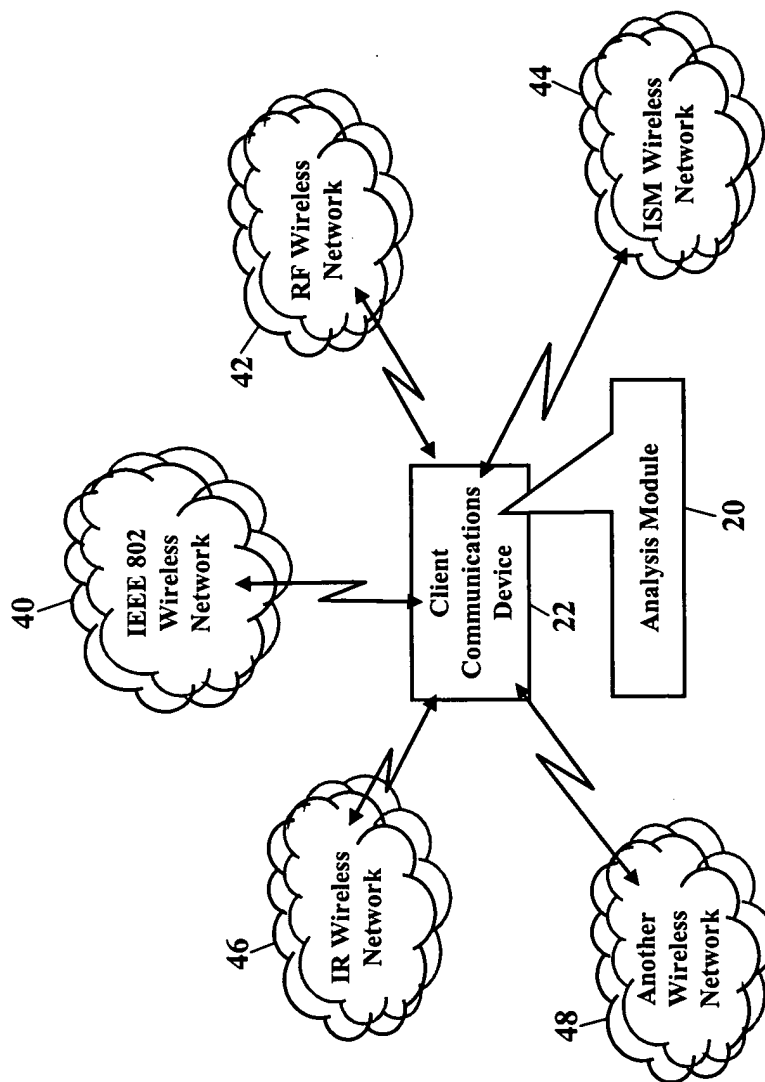 40
IEEE 802
Wireless
Network
42
RF Wireless
Network
44
ISM Wireless
Network
46
IR Wireless
Network
48
Another
Wireless
Network
Client
Communications
Device
22
Analysis Module
20